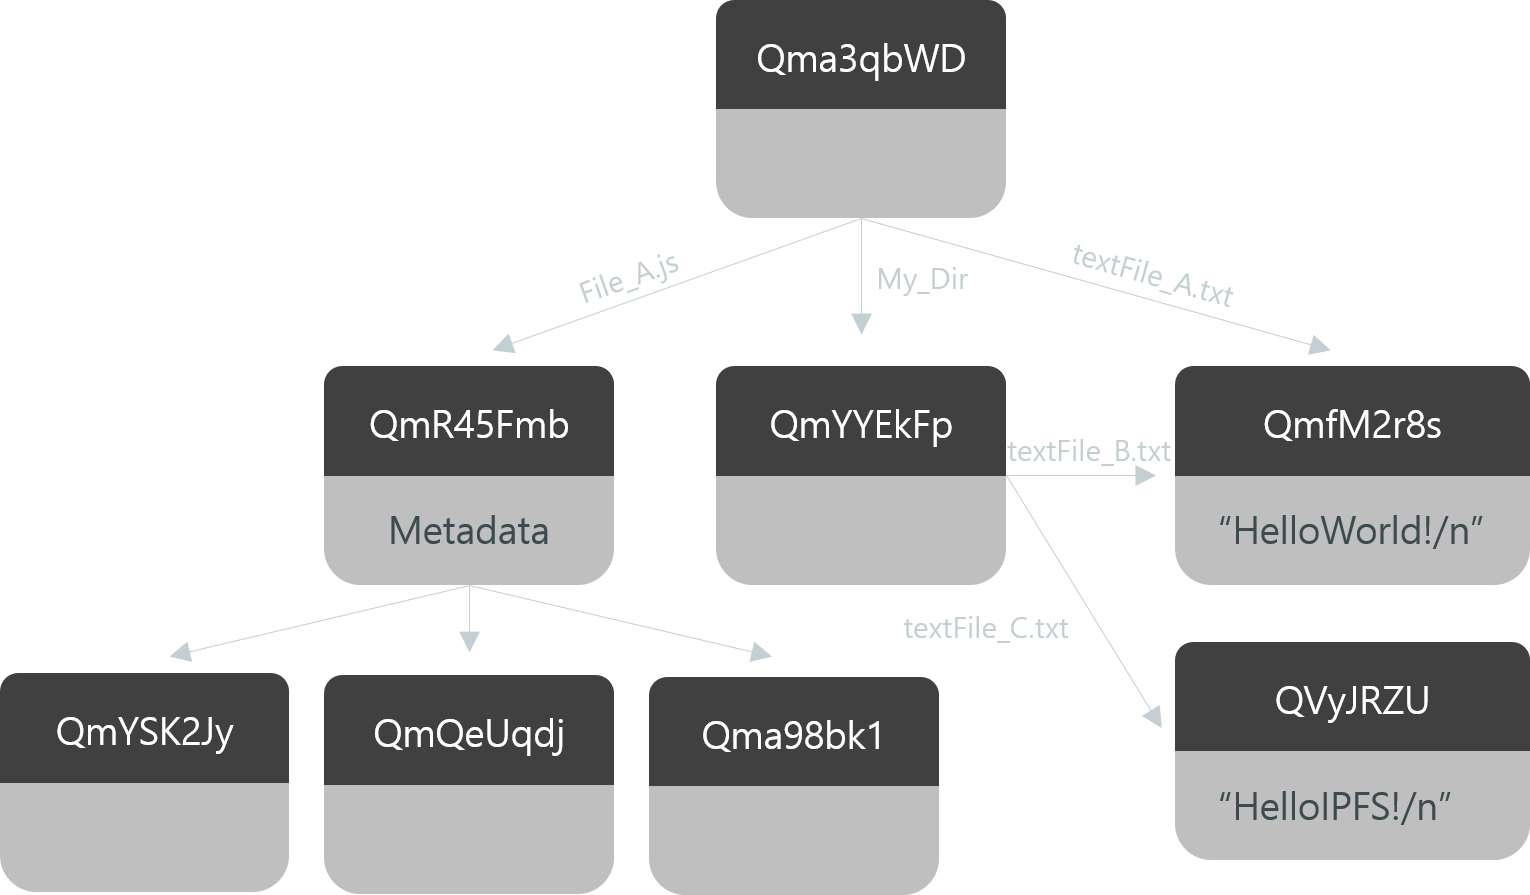 Qma3qbWD
File_A.js
My_Dir
textFile_A.txt
QmR45Fmb
Metadata
QmYYEkFp
textFile_B.txt
QmfM2r8s
“HelloWorld!/n”
textFile_C.txt
QmYSK2Jy
QmQeUqdj
Qma98bk1
QVyJRZU
“HelloIPFS!/n”